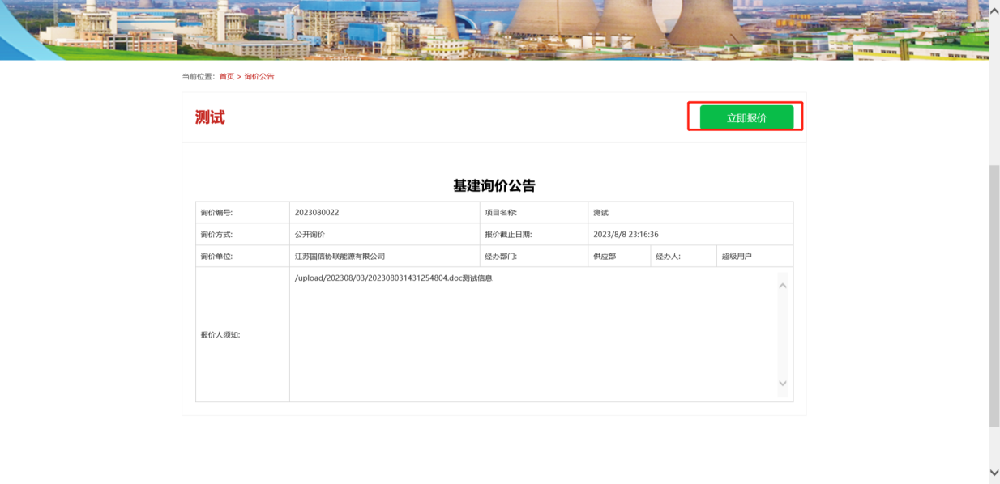 当前位置：首页 > 询价公告
测试
立即报价
基建询价公告
询价编号: 2023080022 项目名称: 测试
询价方式: 公开询价 报价截止日期: 2023/8/8 23:16:36
询价单位: 江苏国信协联能源有限公司 经办部门: 供应部 经办人: 超级用户
/upload/202308/03/202308031431254804.doc测试信息
报价人须知: